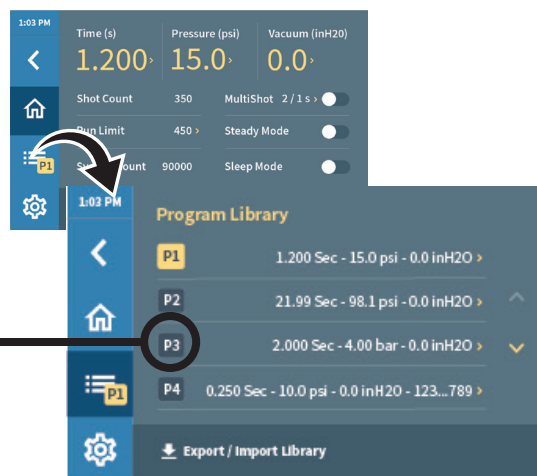 1:03 PM
Time (s) Pressure (psi) Vacuum (inH20)
1.200 › 15.0 › 0.0 ›
Shot Count 350 MultiShot 2 / 1 s ›
Run Limit 450 › Steady Mode
P1
90000 Sleep Mode
1:03 PM
Program Library
P1 1.200 Sec - 15.0 psi - 0.0 inH2O ›
P2 21.99 Sec - 98.1 psi - 0.0 inH2O ›
P3 2.000 Sec - 4.00 bar - 0.0 inH2O ›
P1
P4 0.250 Sec - 10.0 psi - 0.0 inH2O - 123...789 ›
Export / Import Library